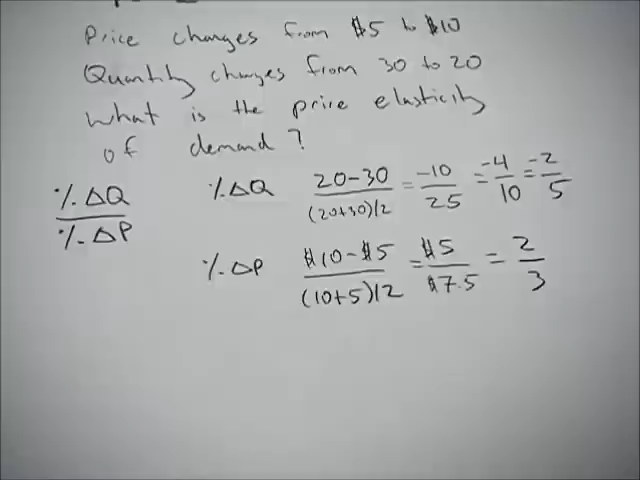 Price changes from $5 to $10
Quantity changes from 30 to 20
What is the price elasticity
of demand?
%ΔQ
%ΔP
%ΔQ 20-30/(20+30)/2 = -10/25 = -4/10 = -2/5
%ΔP $10-$5/(10+5)/2 = $5/$7.5 = 2/3